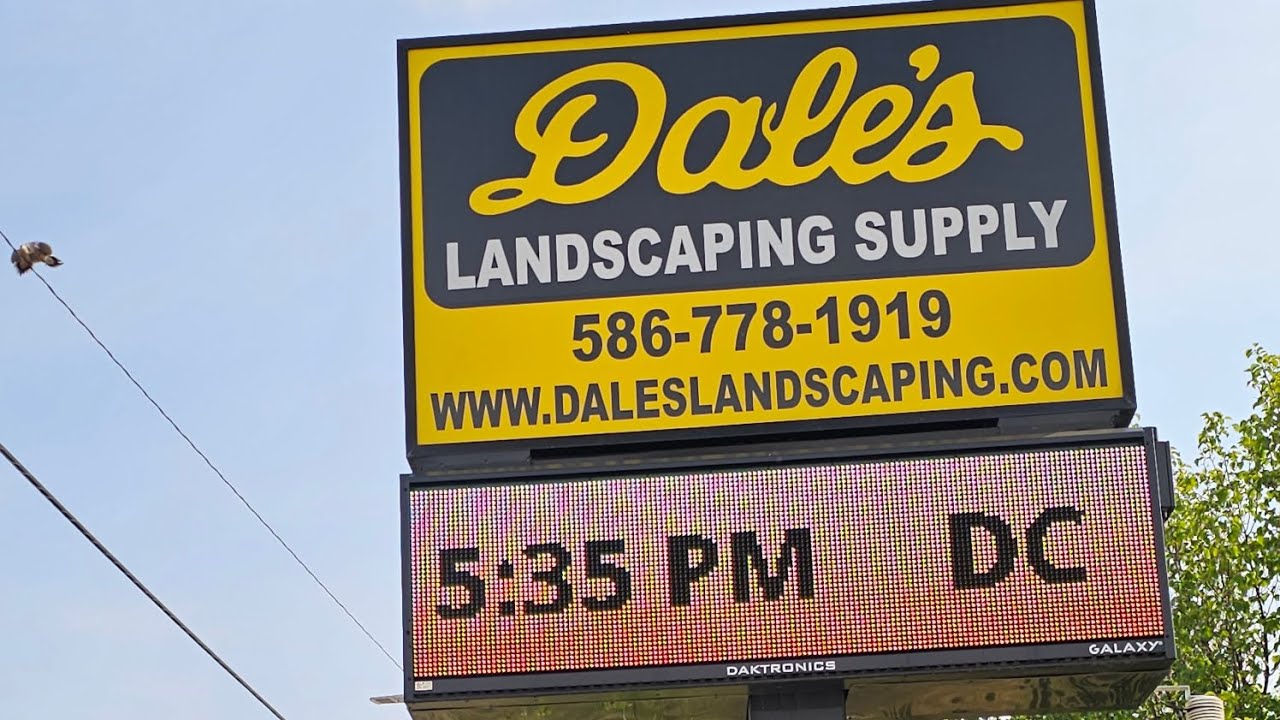 Dale's
LANDSCAPING SUPPLY
586-778-1919
WWW.DALESLANDSCAPING.COM
5:35 PM DC
DAKTRONICS
GALAXY